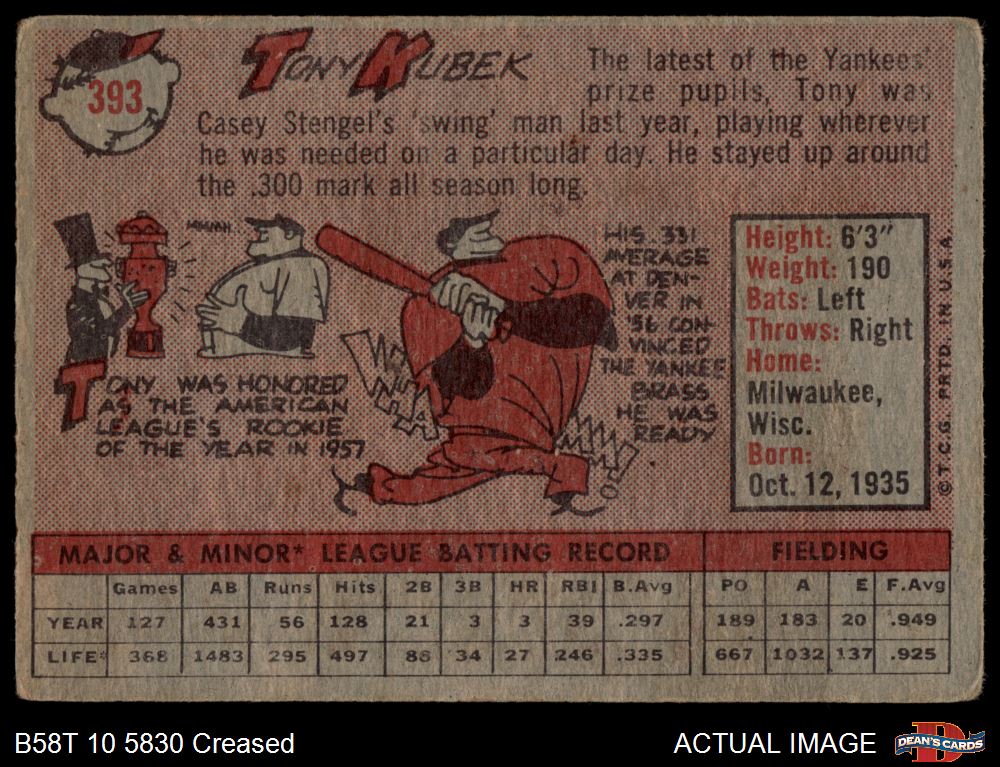 393
TONY KUBEK
The latest of the Yankees'
prize pupils, Tony was
Casey Stengel's 'swing' man last year, playing wherever
he was needed on a particular day. He stayed up around
the .300 mark all season long.
TONY WAS HONORED
AS THE AMERICAN
LEAGUE'S ROOKIE
OF THE YEAR IN 1957
HIS .331
AVERAGE
AT DEN-
VER IN
'56 CON-
VINCED
THE YANKEE
BRASS
HE WAS
READY
Height: 6'3"
Weight: 190
Bats: Left
Throws: Right
Home:
Milwaukee,
Wisc.
Born:
Oct. 12, 1935
© T.C.G. PRTD. IN U.S.A.
MAJOR & MINOR* LEAGUE BATTING RECORD FIELDING
Games AB Runs Hits 2B 3B HR RBI B.Avg PO A E F.Avg
YEAR 127 431 56 128 21 3 3 39 .297 189 183 20 .949
LIFE* 368 1483 295 497 88 34 27 246 .335 667 1032 137 .925
B58T 10 5830 Creased
ACTUAL IMAGE
DEAN'S CARDS